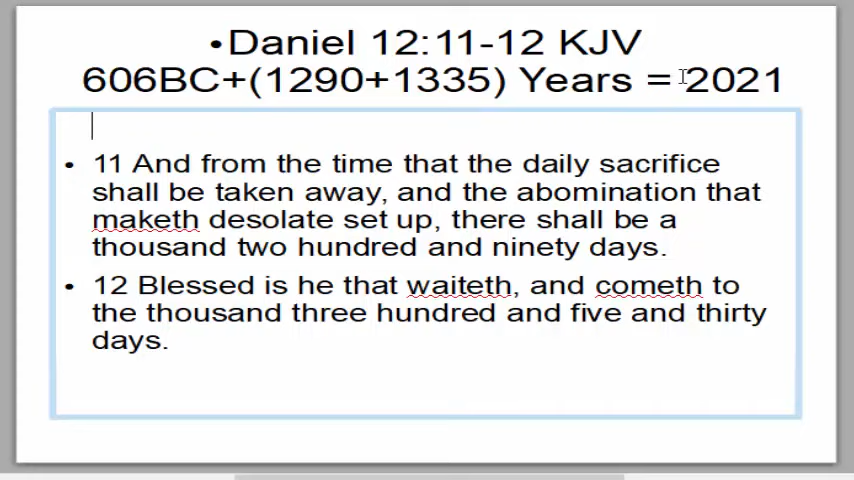 •Daniel 12:11-12 KJV
606BC+(1290+1335) Years = 2021
• 11 And from the time that the daily sacrifice
shall be taken away, and the abomination that
maketh desolate set up, there shall be a
thousand two hundred and ninety days.
• 12 Blessed is he that waiteth, and cometh to
the thousand three hundred and five and thirty
days.